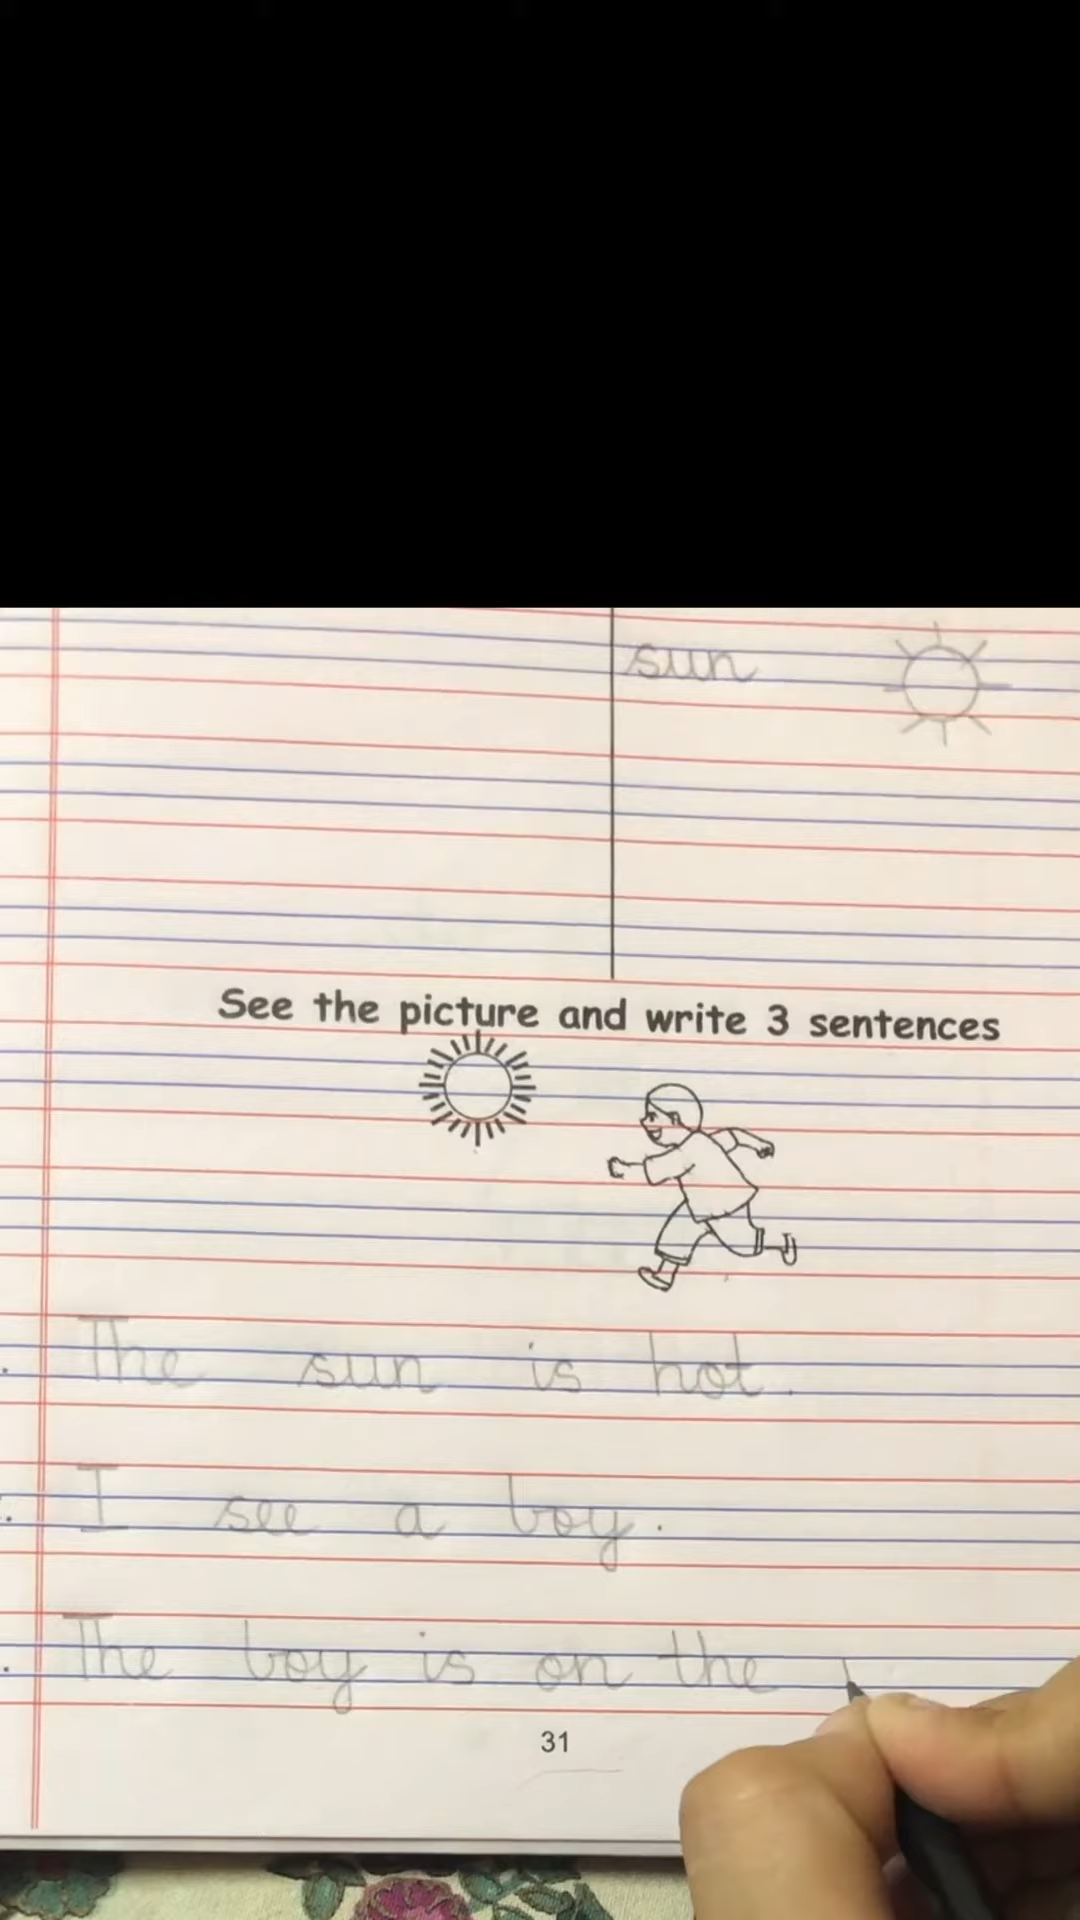 sun
See the picture and write 3 sentences
The sun is hot.
I see a boy.
The boy is on the
31